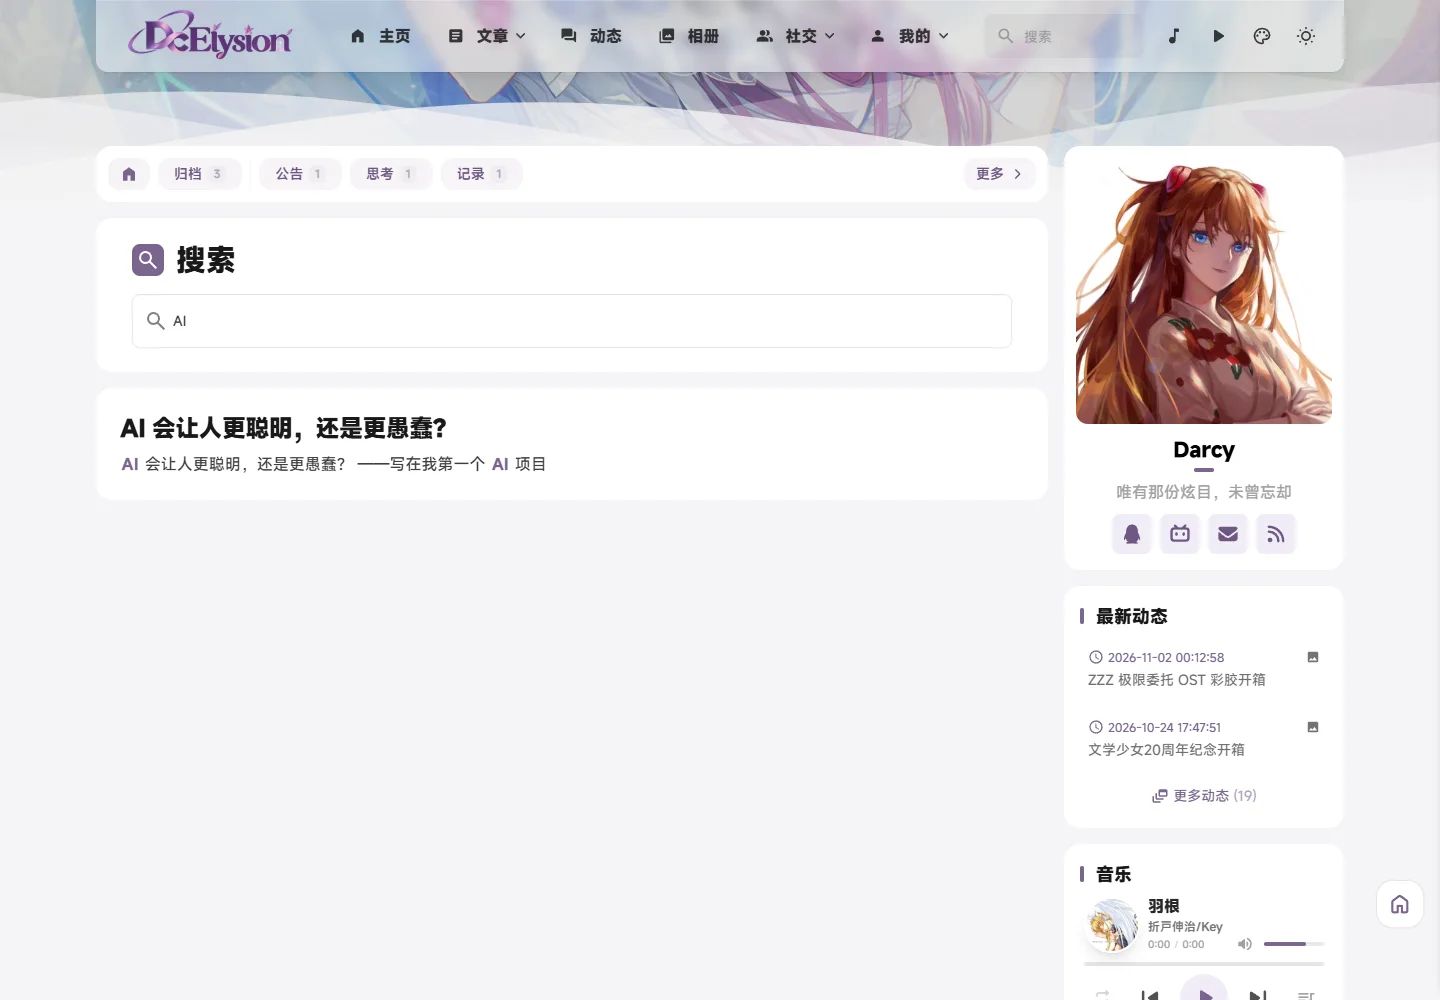 DcElysion
主页
文章
动态
相册
社交
我的
搜索
归档 3
公告 1
思考 1
记录 1
更多
搜索
AI
AI 会让人更聪明，还是更愚蠢?
AI 会让人更聪明，还是更愚蠢？ ——写在我第一个 AI 项目
Darcy
唯有那份炫目，未曾忘却
最新动态
2026-11-02 00:12:58
ZZZ 极限委托 OST 彩胶开箱
2026-10-24 17:47:51
文学少女20周年纪念开箱
更多动态 (19)
音乐
羽根
折戸伸治/Key
0:00 / 0:00